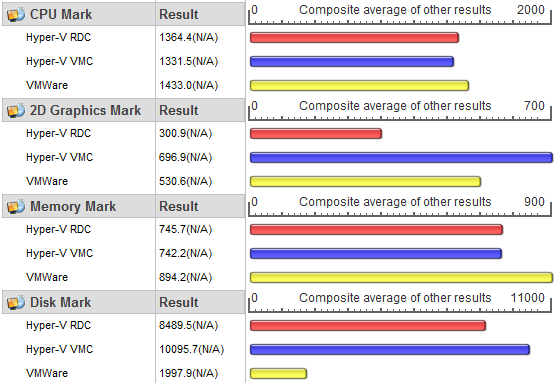 CPU Mark Result 0 Composite average of other results 2000
Hyper-V RDC 1364.4(N/A)
Hyper-V VMC 1331.5(N/A)
VMWare 1433.0(N/A)
2D Graphics Mark Result 0 Composite average of other results 700
Hyper-V RDC 300.9(N/A)
Hyper-V VMC 696.9(N/A)
VMWare 530.6(N/A)
Memory Mark Result 0 Composite average of other results 900
Hyper-V RDC 745.7(N/A)
Hyper-V VMC 742.2(N/A)
VMWare 894.2(N/A)
Disk Mark Result 0 Composite average of other results 11000
Hyper-V RDC 8489.5(N/A)
Hyper-V VMC 10095.7(N/A)
VMWare 1997.9(N/A)